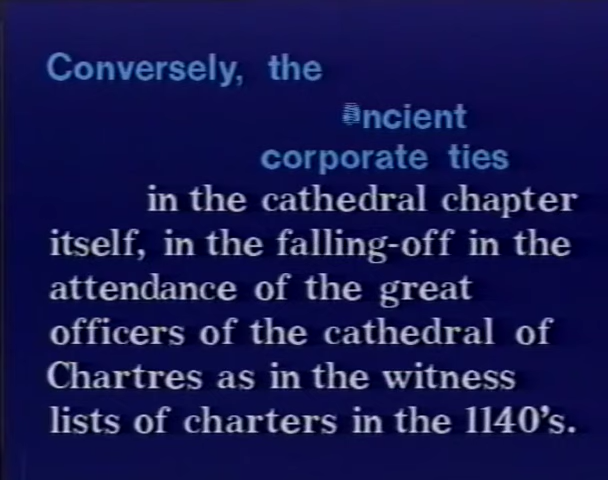 Conversely, the
ancient
corporate ties
in the cathedral chapter
itself, in the falling-off in the
attendance of the great
officers of the cathedral of
Chartres as in the witness
lists of charters in the 1140's.